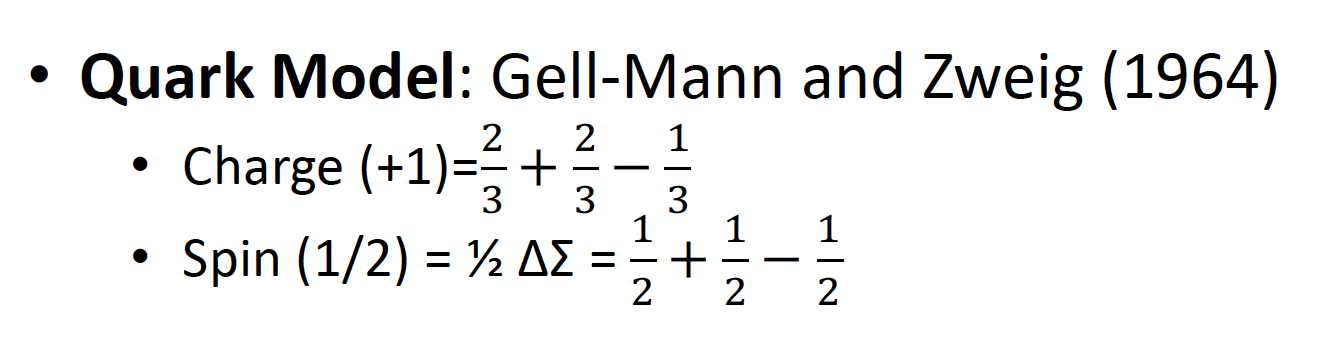 • Quark Model: Gell-Mann and Zweig (1964)
• Charge (+1)=2/3 + 2/3 − 1/3
• Spin (1/2) = ½ ΔΣ = 1/2 + 1/2 − 1/2